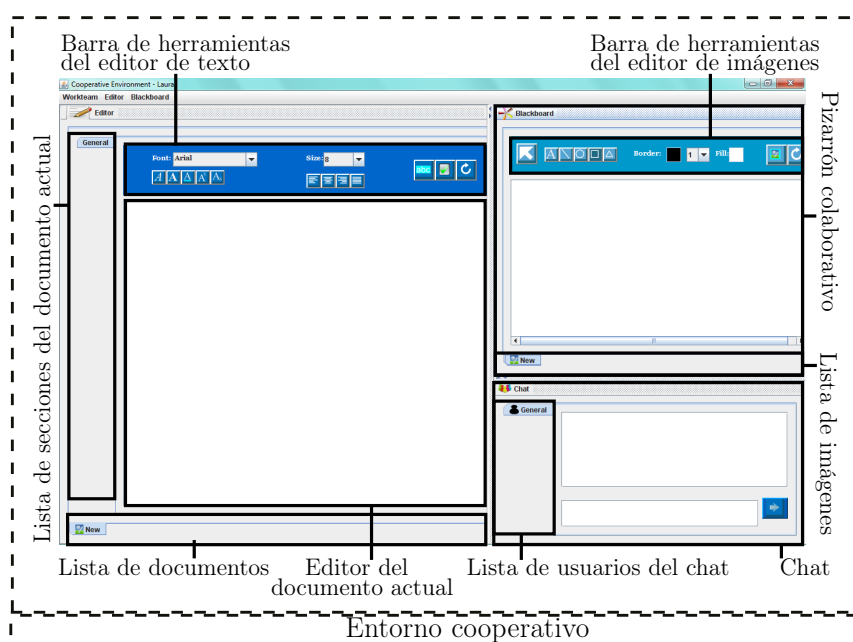 Barra de herramientas
del editor de texto
Barra de herramientas
del editor de imágenes
Cooperative Environment - Laura
Workteam Editor Blackboard
Editor
Blackboard
General
Font: Arial
Size: 8
abc
Border:
1
Fill:
New
Chat
General
New
Lista de secciones del documento actual
Pizarrón colaborativo
Lista de imágenes
Lista de documentos
Editor del
documento actual
Lista de usuarios del chat
Chat
Entorno cooperativo